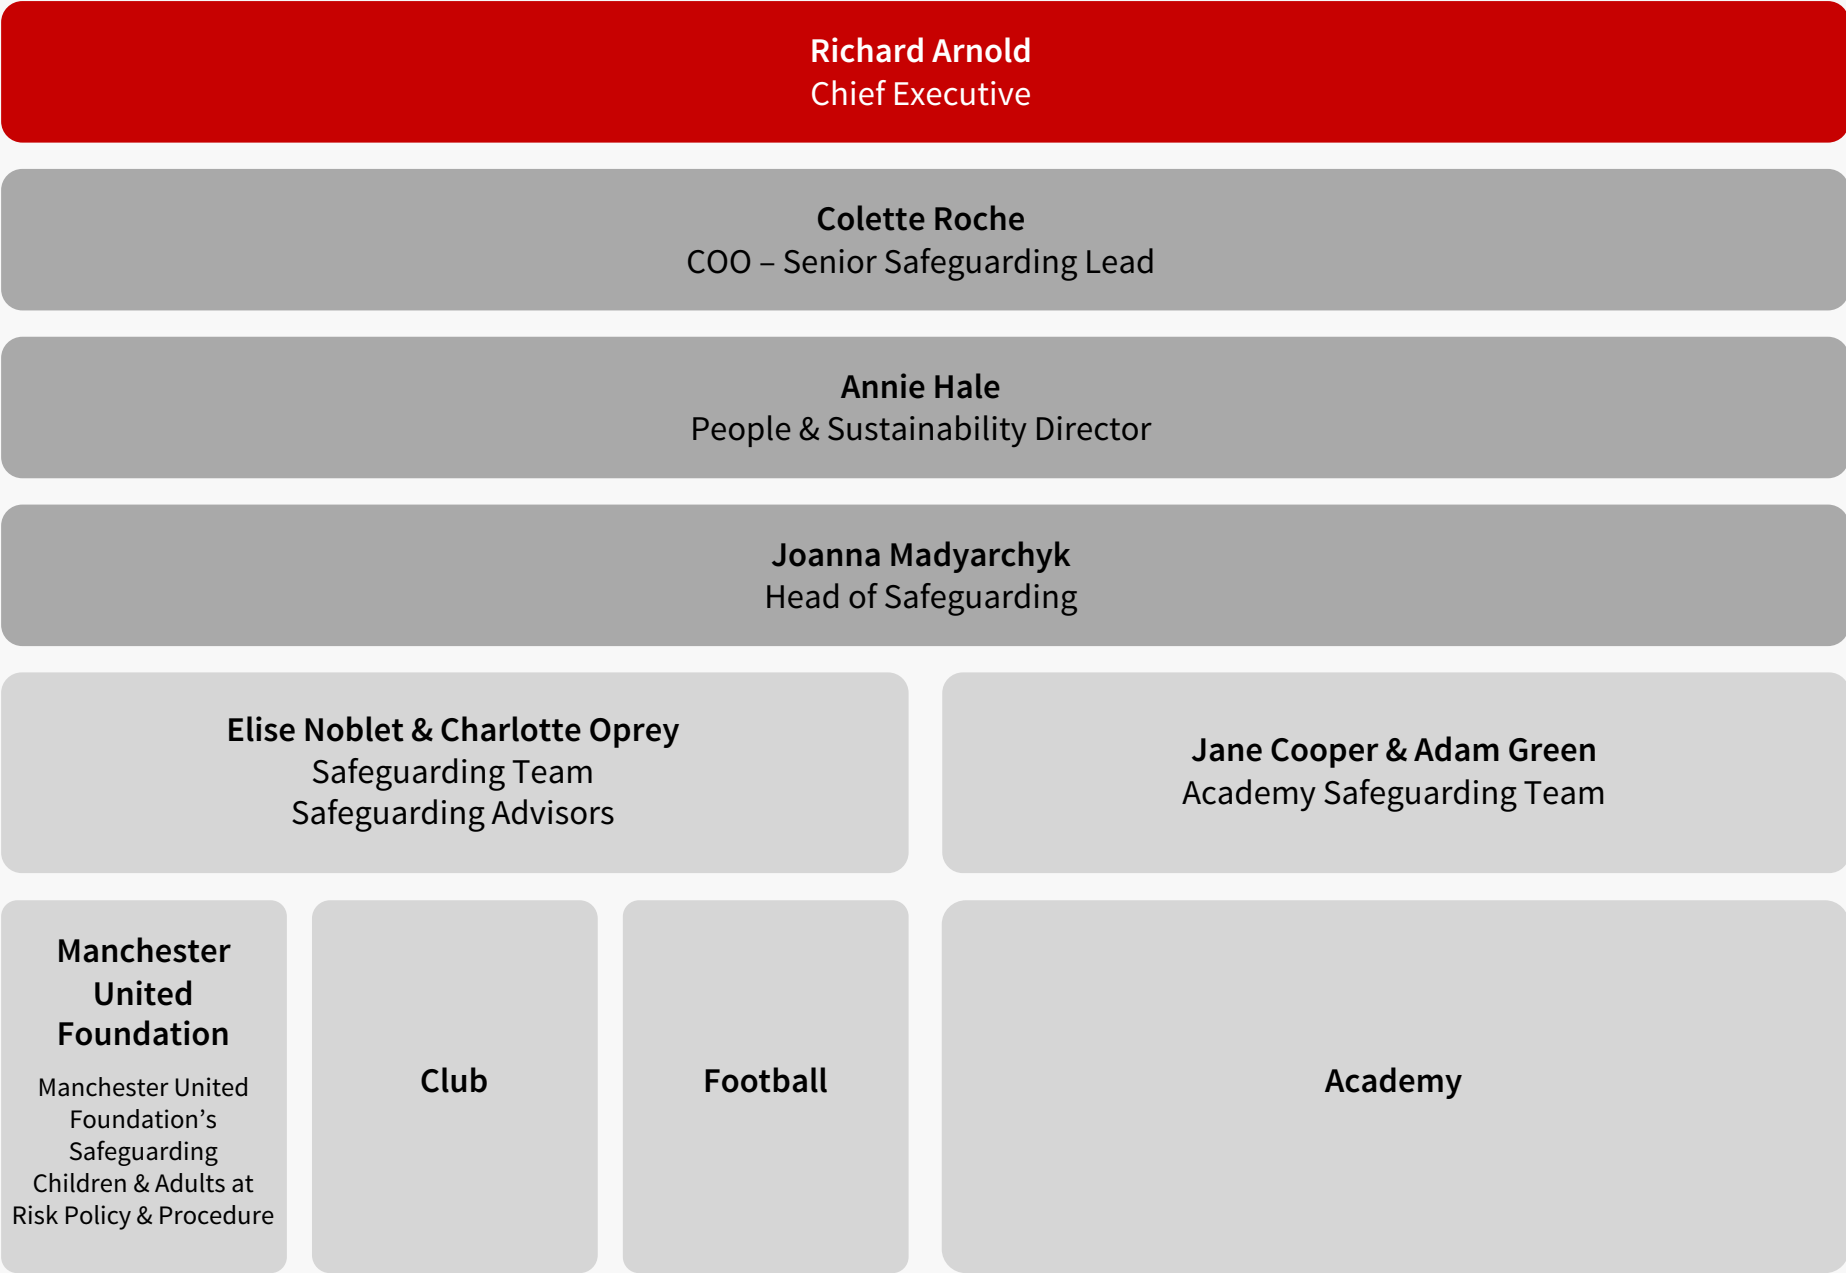 Richard Arnold
Chief Executive
Colette Roche
COO – Senior Safeguarding Lead
Annie Hale
People & Sustainability Director
Joanna Madyarchyk
Head of Safeguarding
Elise Noblet & Charlotte Oprey
Safeguarding Team
Safeguarding Advisors
Jane Cooper & Adam Green
Academy Safeguarding Team
Manchester
United
Foundation
Manchester United
Foundation’s
Safeguarding
Children & Adults at
Risk Policy & Procedure
Club
Football
Academy